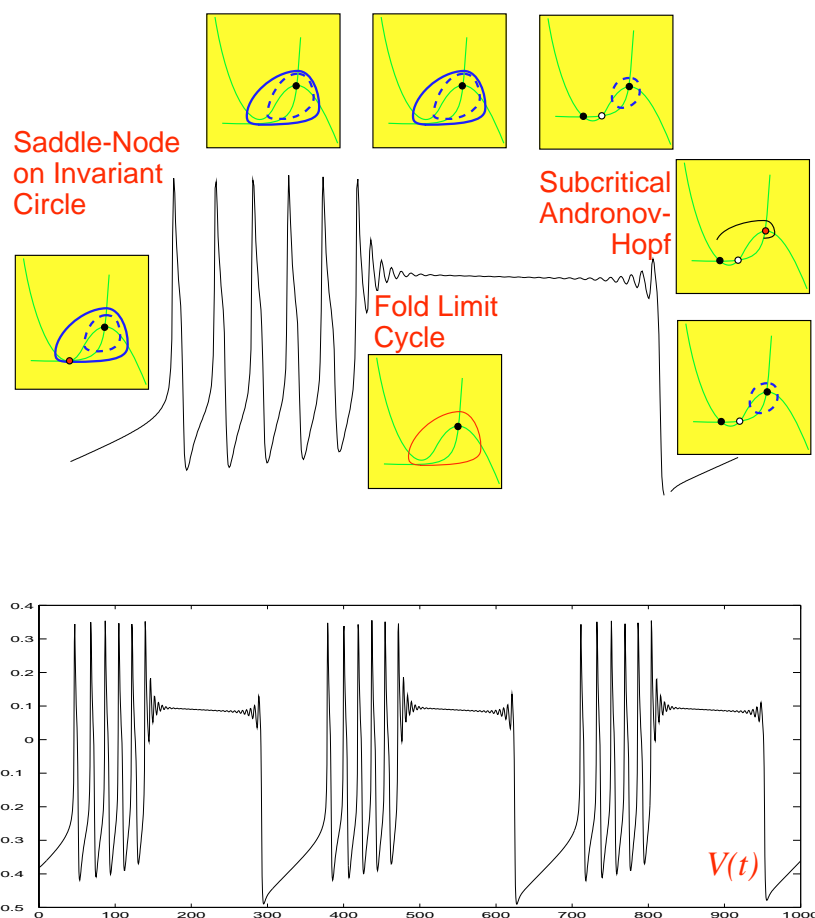 Saddle-Node
on Invariant
Circle
Subcritical
Andronov-
Hopf
Fold Limit
Cycle
0.4
0.3
0.2
0.1
0
0.1
0.2
0.3
0.4
0.5
0 100 200 300 400 500 600 700 800 900 1000
V(t)